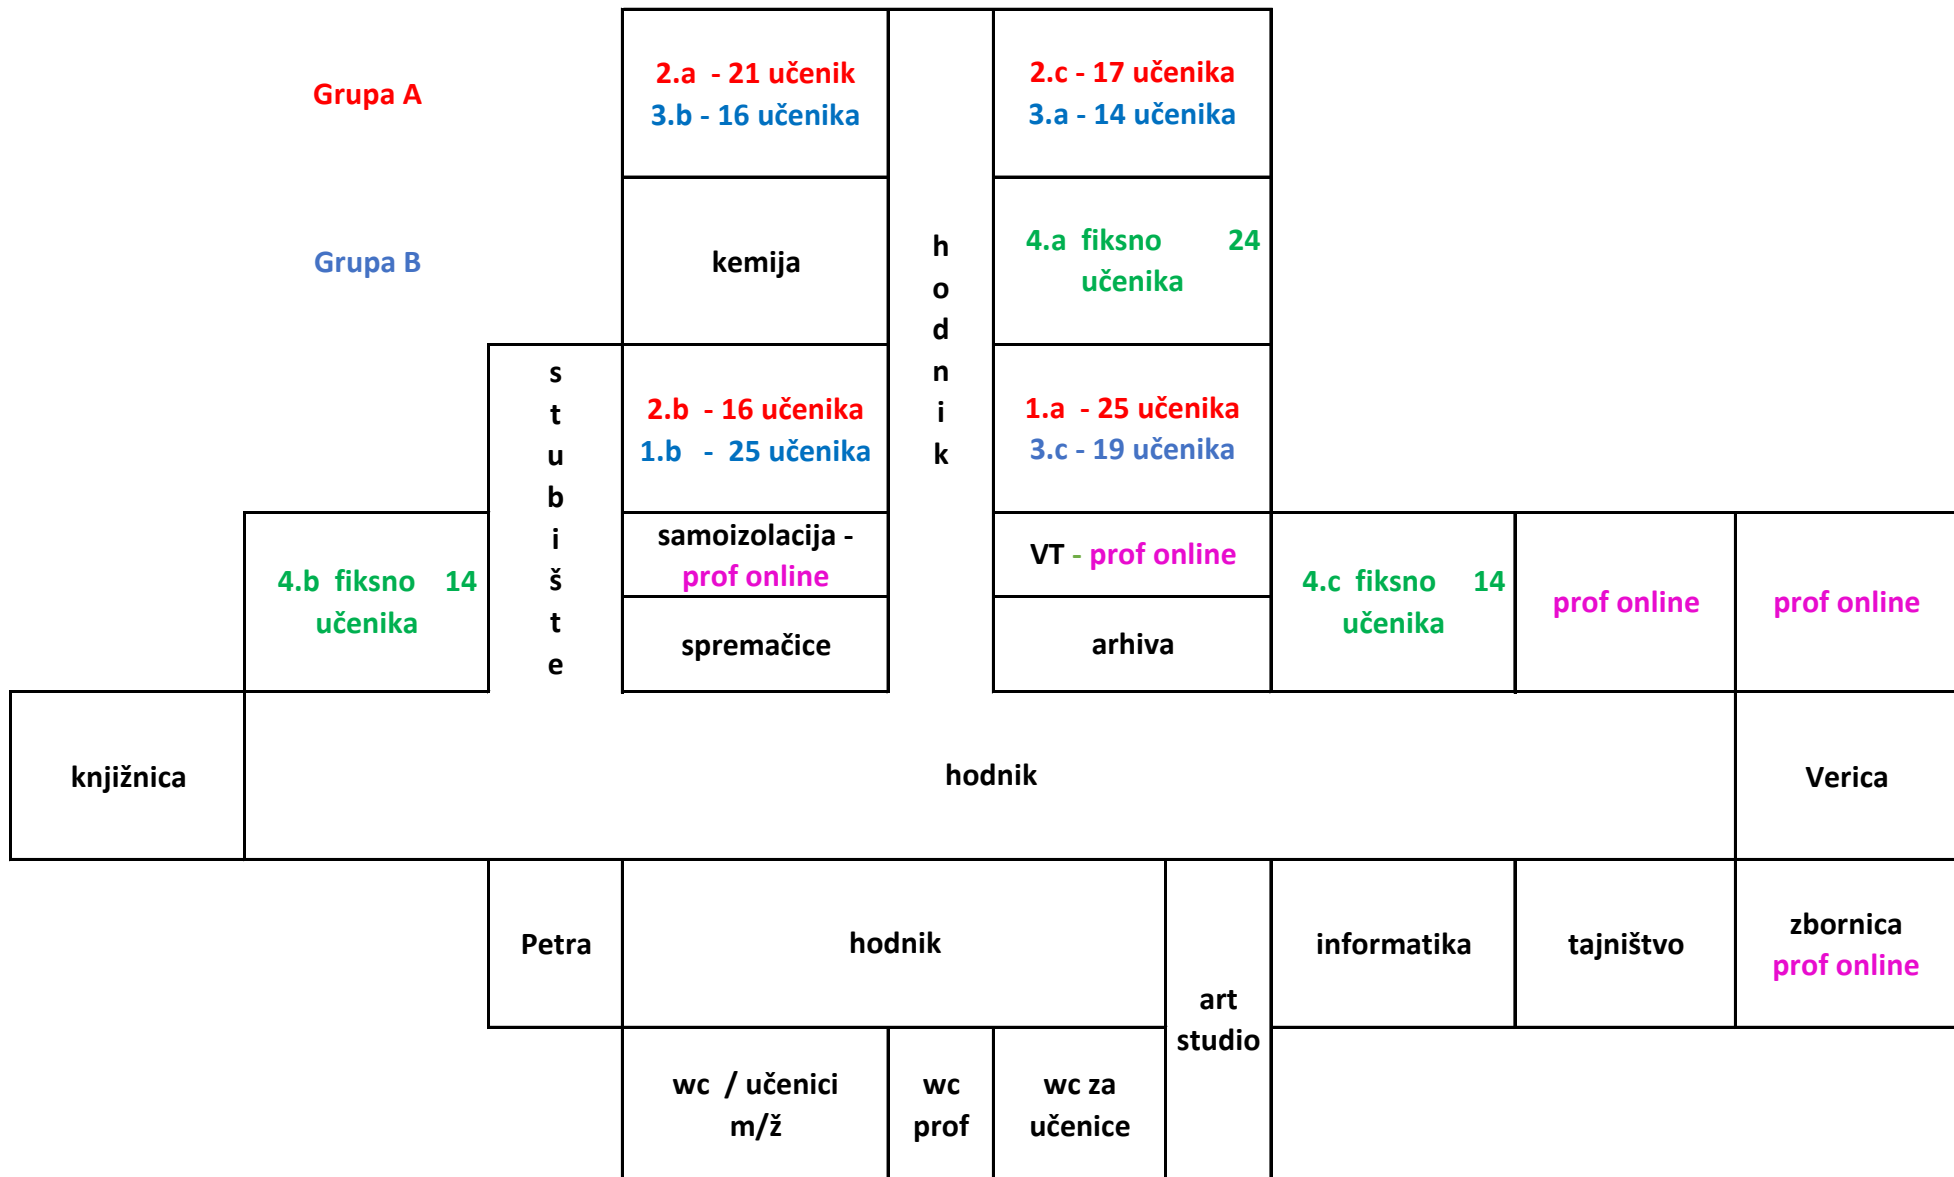 Grupa A
2.a - 21 učenik
3.b - 16 učenika
2.c - 17 učenika
3.a - 14 učenika
Grupa B
kemija
hodnik
4.a fiksno 24
učenika
stubište
2.b - 16 učenika
1.b - 25 učenika
1.a - 25 učenika
3.c - 19 učenika
4.b fiksno 14
učenika
samoizolacija -
prof online
VT - prof online
4.c fiksno 14
učenika
prof online
prof online
spremačice
arhiva
knjižnica
hodnik
Verica
Petra
hodnik
art
studio
informatika
tajništvo
zbornica
prof online
wc / učenici
m/ž
wc
prof
wc za
učenice